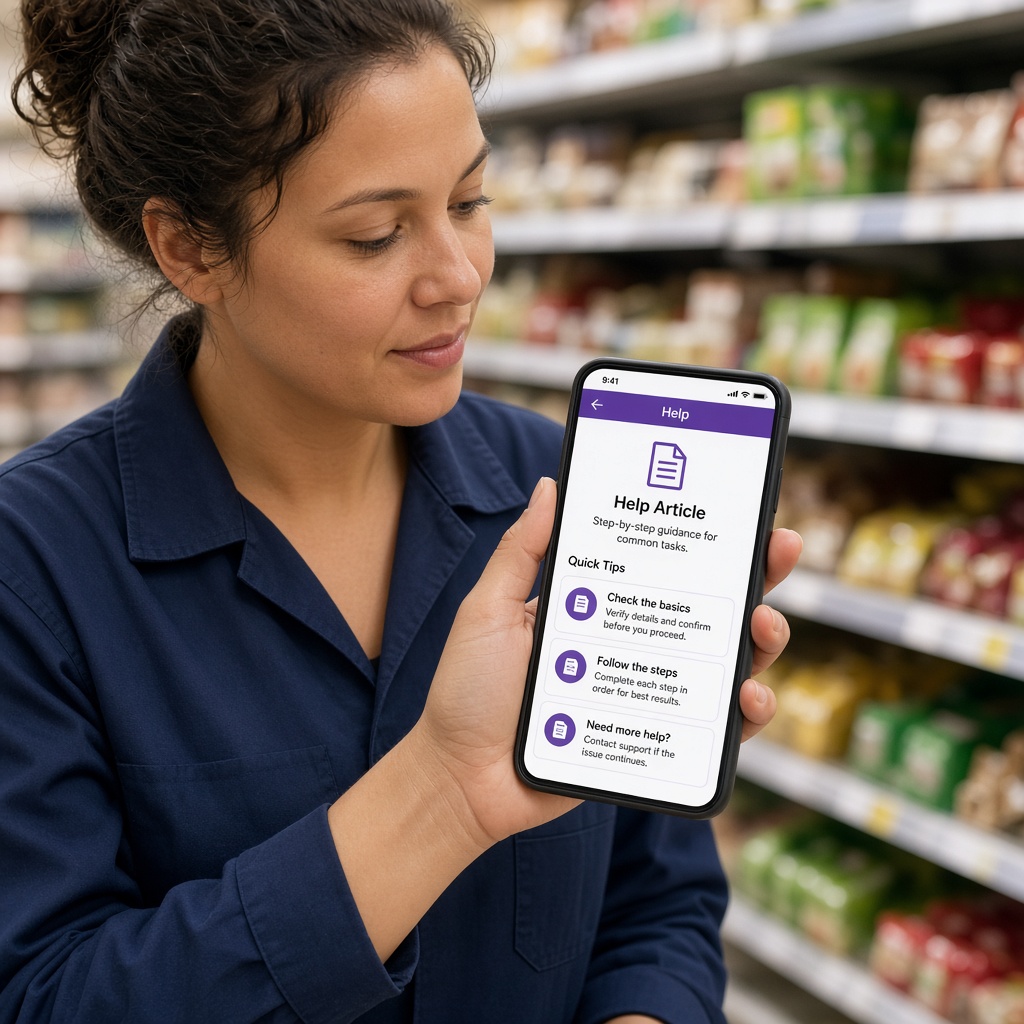 9:41
Help
Help Article
Step-by-step guidance for
common tasks.
Quick Tips
Check the basics
Verify details and confirm
before you proceed.
Follow the steps
Complete each step in
order for best results.
Need more help?
Contact support if the
issue continues.